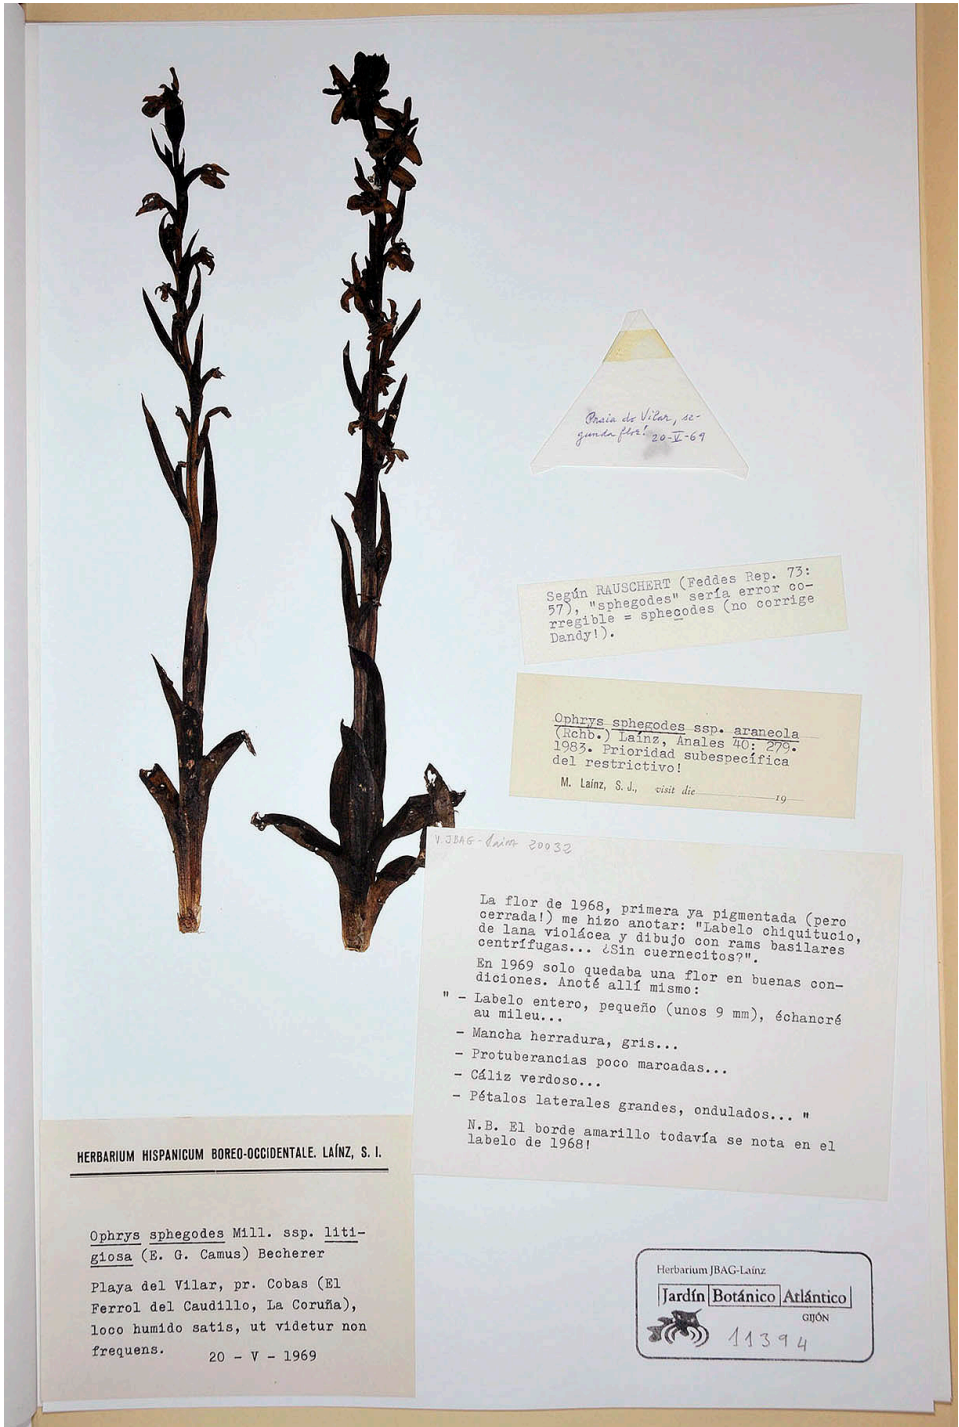 Praia do Vilar, se-
gunda flor! 20-V-69
Según RAUSCHERT (Feddes Rep. 73:
57), "sphegodes" sería error co-
rregible = sphecodes (no corrige
Dandy!).
Ophrys sphegodes ssp. araneola
(Rchb.) Laínz, Anales 40: 279.
1983. Prioridad subespecífica
del restrictivo!
M. Laínz, S. J., visit die 19
V JBAG-Laínz 20032
La flor de 1968, primera ya pigmentada (pero
cerrada!) me hizo anotar: "Labelo chiquitucio,
de lana violácea y dibujo con rams basilares
centrífugas... ¿Sin cuernecitos?".
En 1969 solo quedaba una flor en buenas con-
diciones. Anoté allí mismo:
" - Labelo entero, pequeño (unos 9 mm), échancré
au mileu...
- Mancha herradura, gris...
- Protuberancias poco marcadas...
- Cáliz verdoso...
- Pétalos laterales grandes, ondulados... "
N.B. El borde amarillo todavía se nota en el
labelo de 1968!
HERBARIUM HISPANICUM BOREO-OCCIDENTALE. LAÍNZ, S. I.
Ophrys sphegodes Mill. ssp. liti-
giosa (E. G. Camus) Becherer
Playa del Vilar, pr. Cobas (El
Ferrol del Caudillo, La Coruña),
loco humido satis, ut videtur non
frequens.
20 - V - 1969
Herbarium JBAG-Laínz
Jardín Botánico Atlántico
GIJÓN
11394